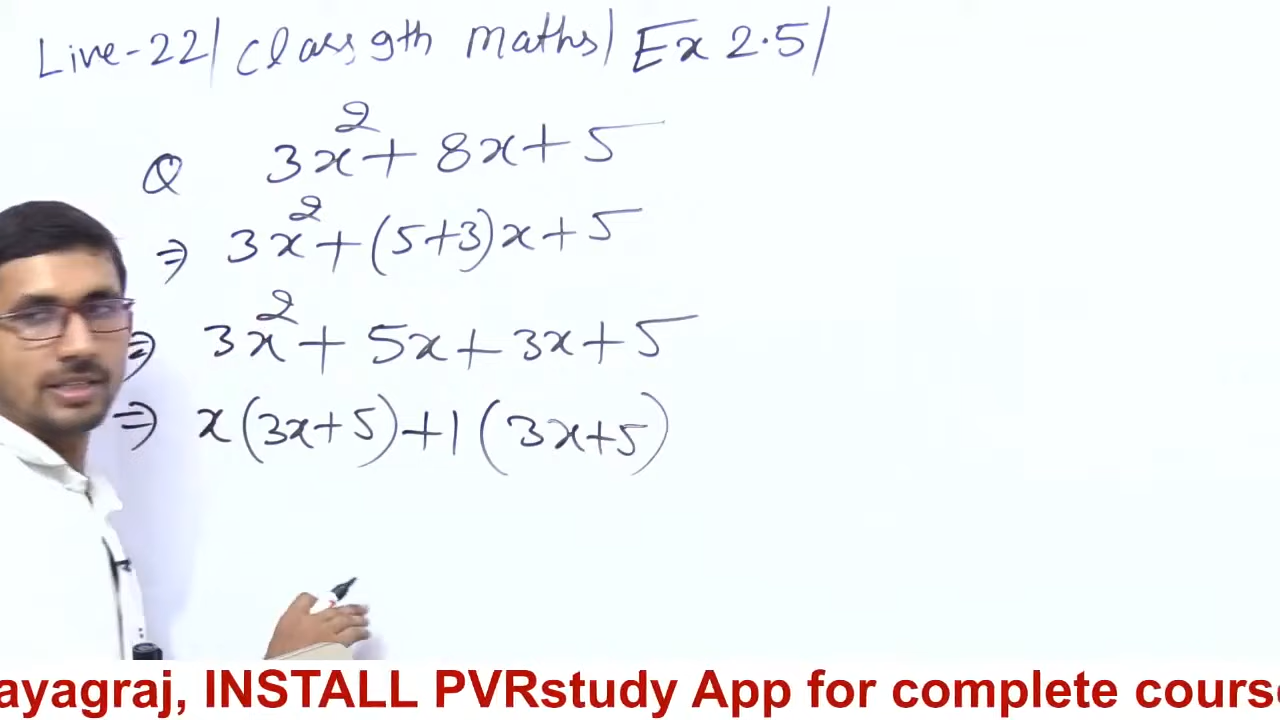 Live-22| Class 9th maths| Ex 2.5|
Q 3x² + 8x + 5
⇒ 3x² + (5+3)x + 5
⇒ 3x² + 5x + 3x + 5
⇒ x(3x+5)+1(3x+5)
ayagraj, INSTALL PVRstudy App for complete course